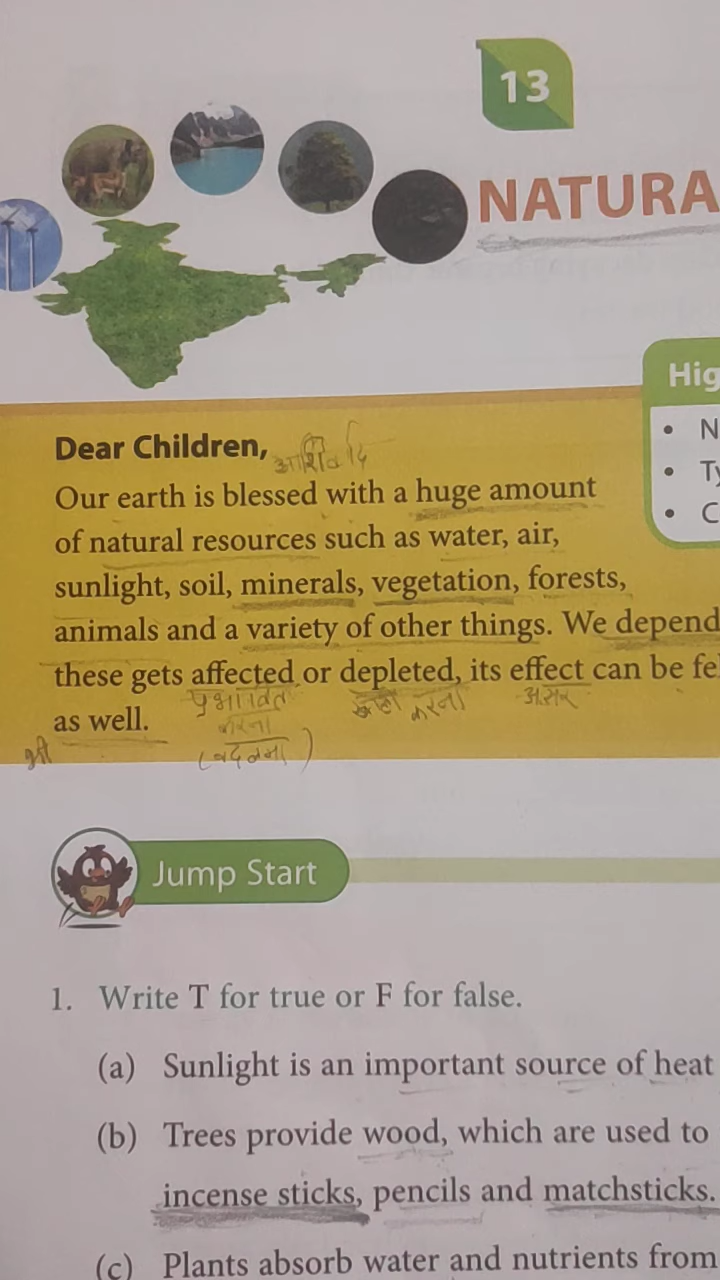 13
NATURA
Hig
• N
• Ty
• C
Dear Children,
Our earth is blessed with a huge amount
of natural resources such as water, air,
sunlight, soil, minerals, vegetation, forests,
animals and a variety of other things. We depend
these gets affected or depleted, its effect can be fe
प्रभावित करना असर
as well.
करना
भी
Jump Start
1. Write T for true or F for false.
(a) Sunlight is an important source of heat
(b) Trees provide wood, which are used to
incense sticks, pencils and matchsticks.
(c) Plants absorb water and nutrients from